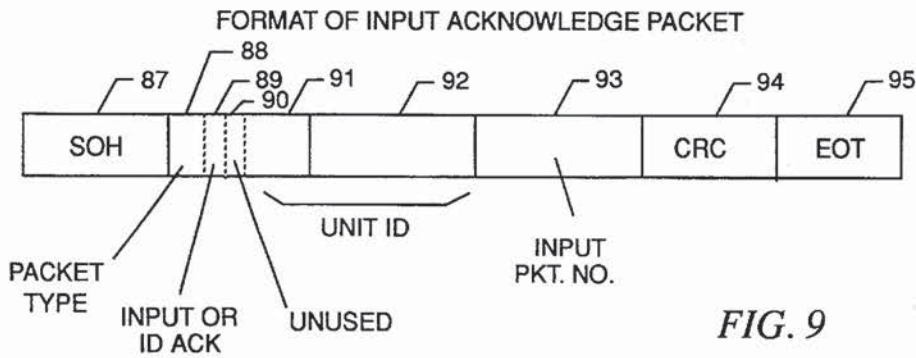 FORMAT OF INPUT ACKNOWLEDGE PACKET
87
88
89
90
91
92
93
94
95
SOH
CRC
EOT
UNIT ID
PACKET
TYPE
INPUT OR
ID ACK
UNUSED
INPUT
PKT. NO.
FIG. 9